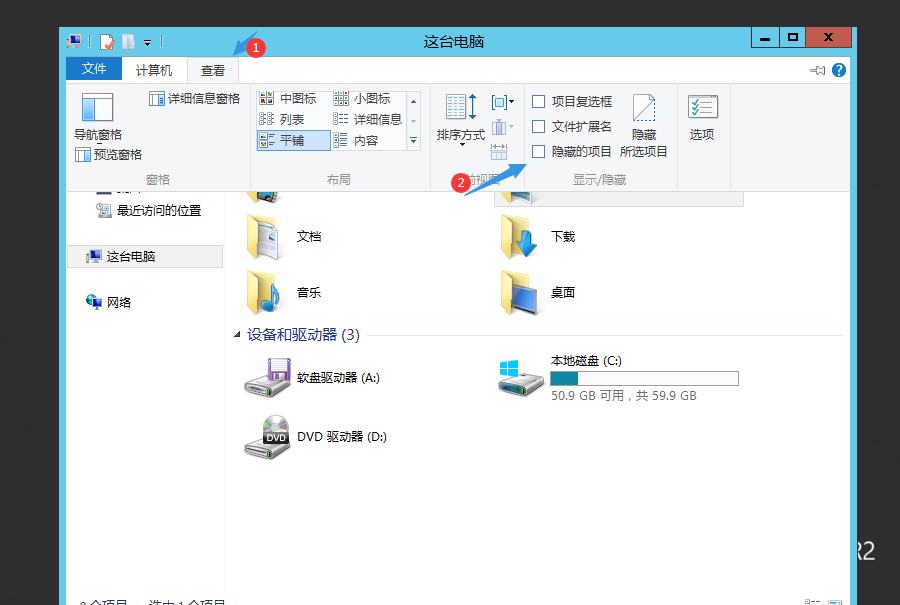 这台电脑
1
文件 计算机 查看
导航窗格
预览窗格
详细信息窗格
窗格
中图标 小图标
列表 详细信息
平铺 内容
布局
排序方式
2
项目复选框
文件扩展名
隐藏的项目
隐藏
所选项目
显示/隐藏
选项
最近访问的位置
这台电脑
网络
文档
下载
音乐
桌面
设备和驱动器 (3)
软盘驱动器 (A:)
本地磁盘 (C:)
50.9 GB 可用，共 59.9 GB
DVD
DVD 驱动器 (D:)
R2